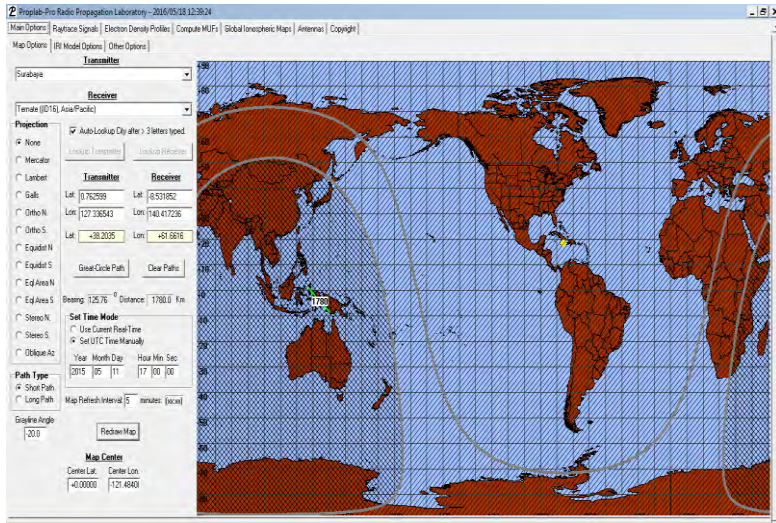 Proplab-Pro Radio Propagation Laboratory - 2016/05/18 12:39:24
Main Options Raytrace Signals Electron Density Profiles Compute MUFs Global Ionospheric Maps Antennas Copyright
Map Options IRI Model Options Other Options
Transmitter
Surabaya
Receiver
Ternate (JJD16), Asia/Pacific)
Projection
Auto-Lookup City after > 3 letters typed.
None
Lookup Transmitter Lookup Receiver
Mercator
Lambert
Transmitter Receiver
Galls
Lat: 0.762599 Lat: -8.531852
Ortho N.
Lon: 127.336543 Lon: 140.417236
Ortho S.
Lat: +38.2035 Lon: +61.6616
Equidist N
Equidist S
Great-Circle Path Clear Paths
Eql Area N
Eql Area S
Bearing: 125.76 ° Distance: 1780.0 Km
Stereo N.
Set Time Mode
Stereo S.
Use Current Real-Time
Set UTC Time Manually
Oblique Az
Year Month Day Hour Min Sec
2015 05 11 17 00 00
Path Type
Short Path
Long Path
Map Refresh Interval: 5 minutes.
Grayline Angle
20.0
Redraw Map
Map Center
Center Lat. Center Lon.
+0.00000 -121.4840
1780